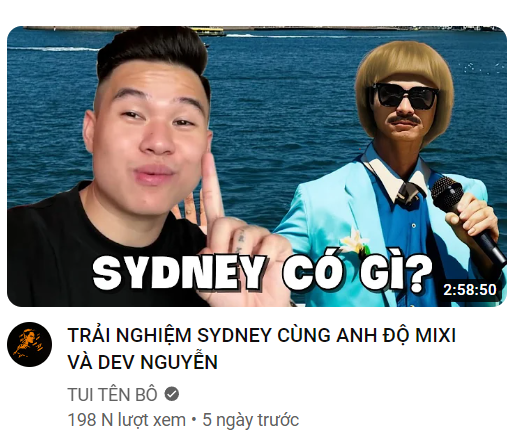 SYDNEY CÓ GÌ?
2:58:50
TRẢI NGHIỆM SYDNEY CÙNG ANH ĐỘ MIXI
VÀ DEV NGUYỄN
TUI TÊN BÔ
198 N lượt xem • 5 ngày trước